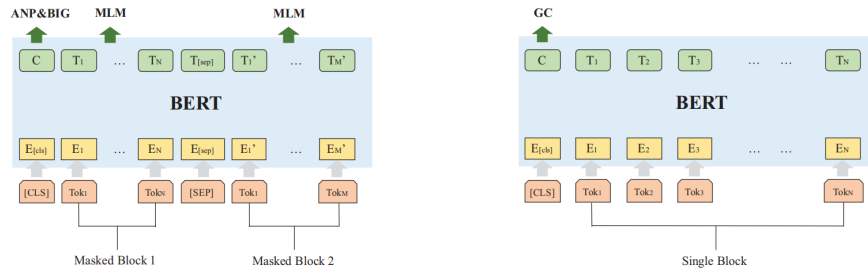 ANP&BIG MLM MLM
C T1 … TN T[sep] T1’ … TM’
BERT
E[cls] E1 … EN E[sep] E1’ … EM’
[CLS] Tok1 TokN [SEP] Tok1 TokM
Masked Block 1 Masked Block 2
GC
C T1 T2 T3 … … TN
BERT
E[cls] E1 E2 E3 … … EN
[CLS] Tok1 Tok2 Tok3 TokN
Single Block